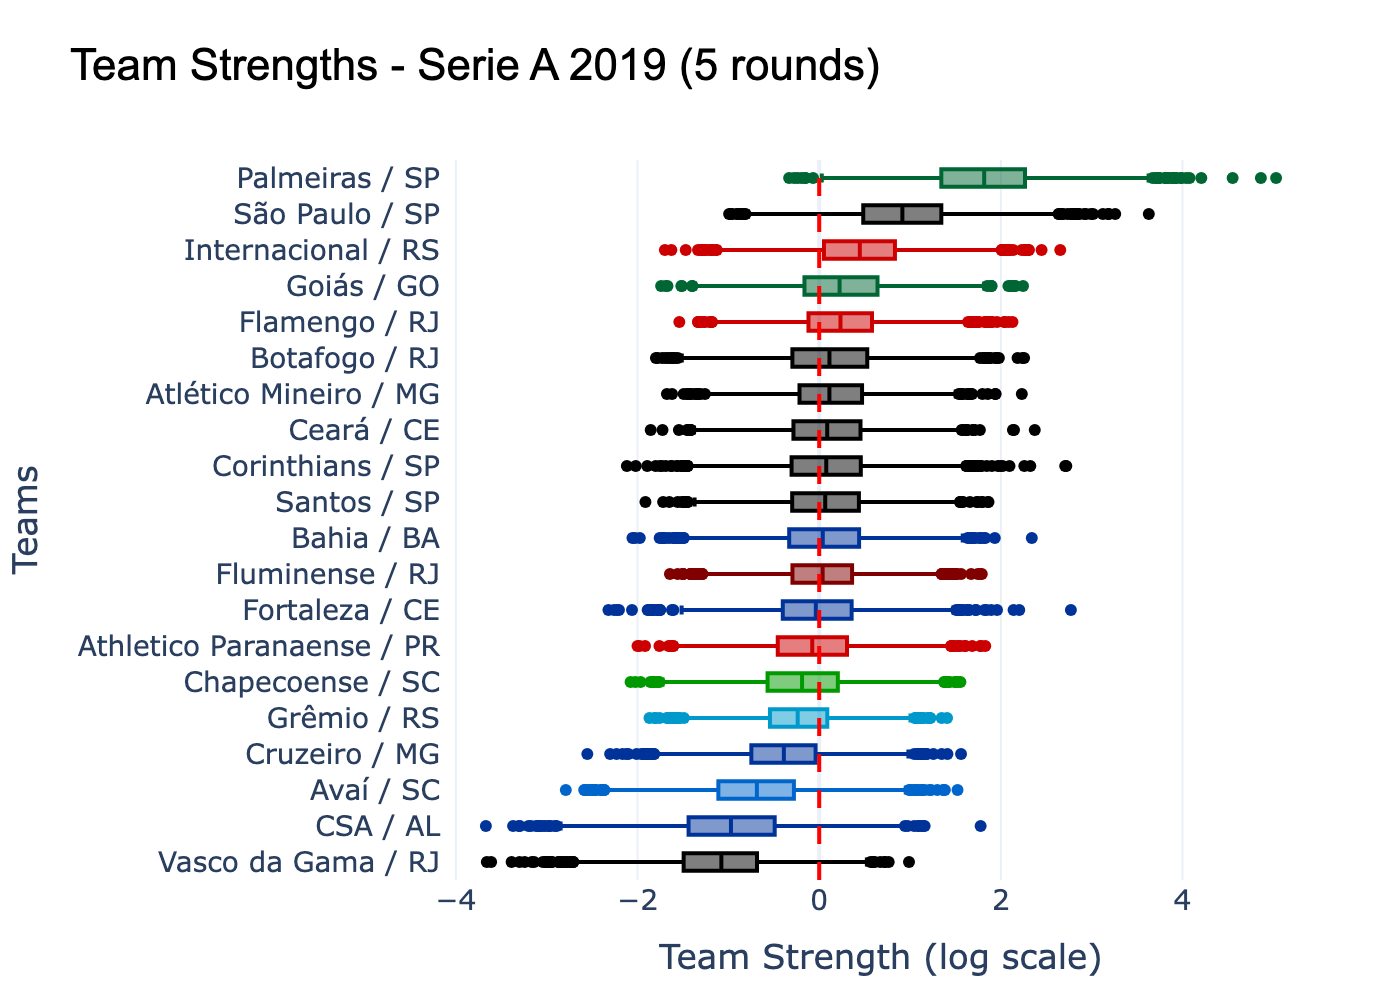 Team Strengths - Serie A 2019 (5 rounds)
Teams
Palmeiras / SP
São Paulo / SP
Internacional / RS
Goiás / GO
Flamengo / RJ
Botafogo / RJ
Atlético Mineiro / MG
Ceará / CE
Corinthians / SP
Santos / SP
Bahia / BA
Fluminense / RJ
Fortaleza / CE
Athletico Paranaense / PR
Chapecoense / SC
Grêmio / RS
Cruzeiro / MG
Avaí / SC
CSA / AL
Vasco da Gama / RJ
−4 −2 0 2 4
Team Strength (log scale)